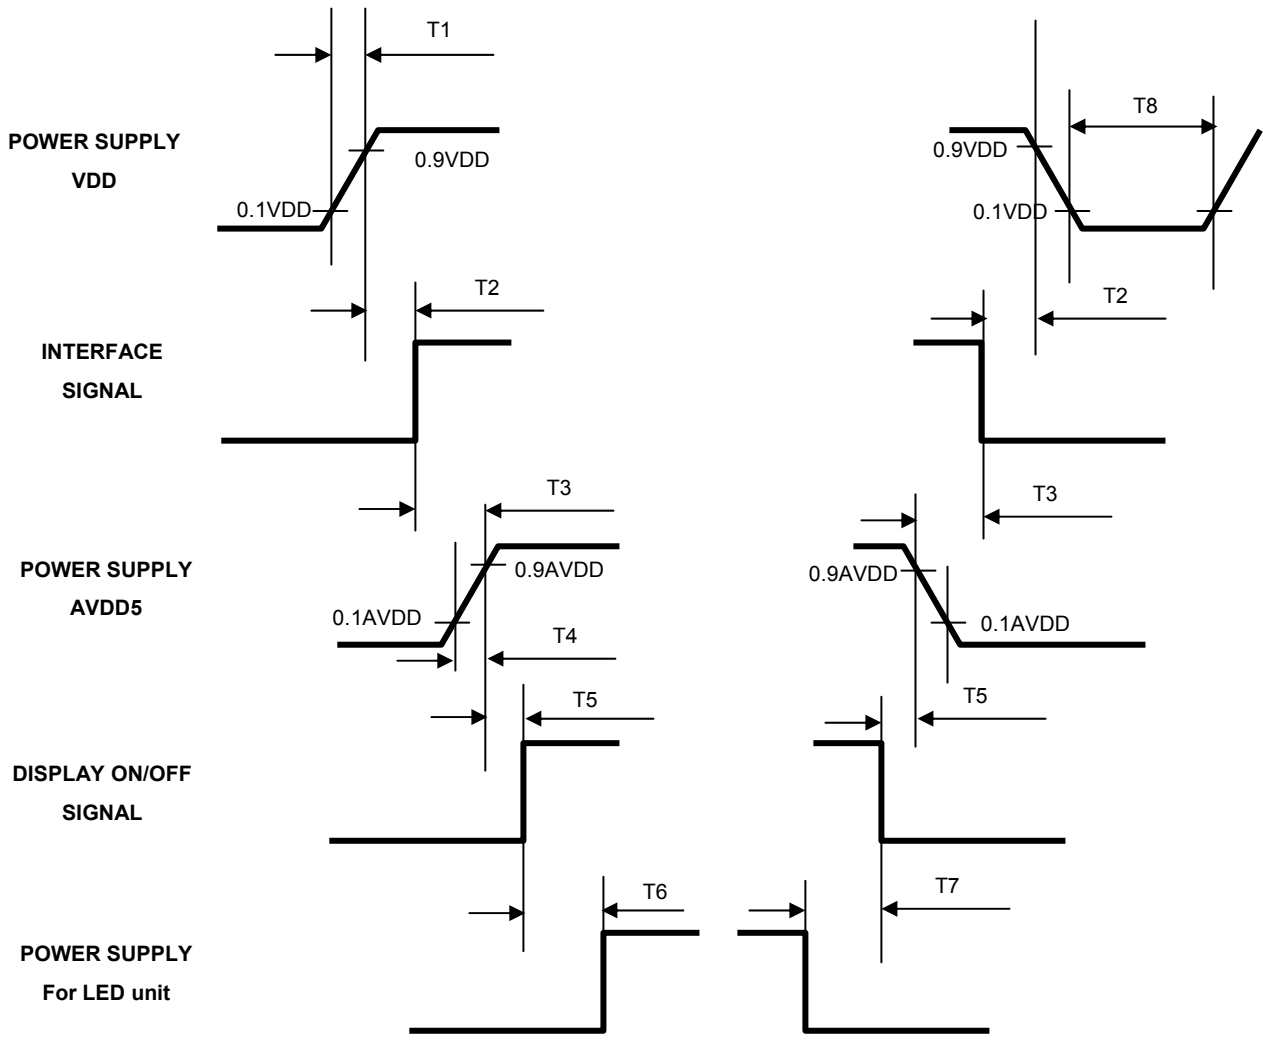 T1
T8
POWER SUPPLY
VDD
0.9VDD
0.1VDD
0.9VDD
0.1VDD
T2
T2
INTERFACE
SIGNAL
T3
T3
POWER SUPPLY
AVDD5
0.9AVDD
0.1AVDD
0.9AVDD
0.1AVDD
T4
T5
T5
DISPLAY ON/OFF
SIGNAL
T6
T7
POWER SUPPLY
For LED unit